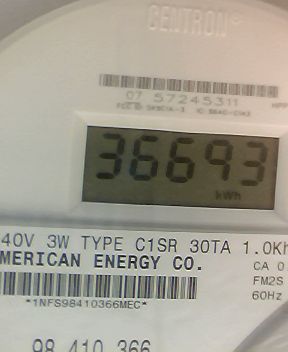 CENTRON®
07 57245311
36693
kWh
40V 3W TYPE C1SR 30TA 1.0Kh
MERICAN ENERGY CO.
CA 0.
FM2S
60Hz
*1NFS98410366MEC*
98 410 366